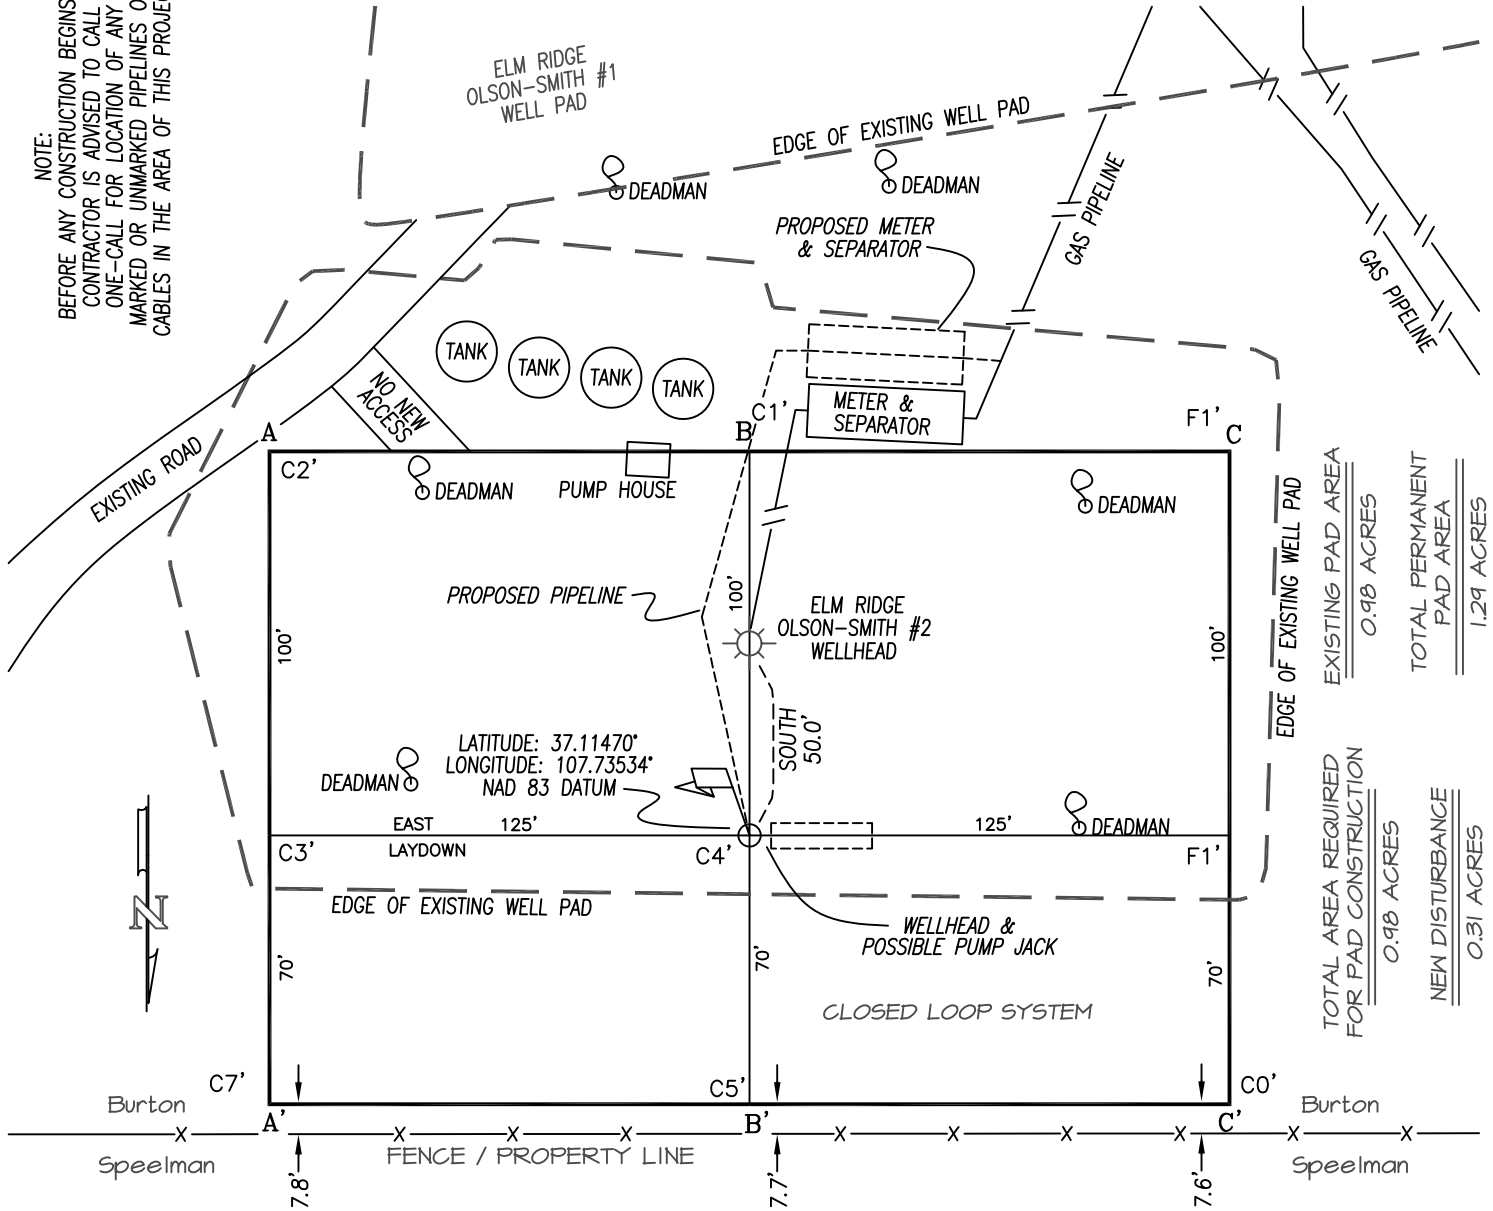 NOTE:
BEFORE ANY CONSTRUCTION BEGINS
CONTRACTOR IS ADVISED TO CALL
ONE-CALL FOR LOCATION OF ANY
MARKED OR UNMARKED PIPELINES O
CABLES IN THE AREA OF THIS PROJEC
ELM RIDGE
OLSON-SMITH #1
WELL PAD
EDGE OF EXISTING WELL PAD
DEADMAN
DEADMAN
PROPOSED METER
& SEPARATOR
GAS PIPELINE
GAS PIPELINE
TANK
TANK
TANK
TANK
NO NEW
ACCESS
METER &
SEPARATOR
C1'
F1'
A
B
C
EXISTING ROAD
C2'
DEADMAN
PUMP HOUSE
DEADMAN
PROPOSED PIPELINE
100'
ELM RIDGE
OLSON-SMITH #2
WELLHEAD
100'
100'
EDGE OF EXISTING WELL PAD
EXISTING PAD AREA
0.98 ACRES
TOTAL PERMANENT
PAD AREA
1.29 ACRES
SOUTH
50.0'
LATITUDE: 37.11470°
LONGITUDE: 107.73534°
NAD 83 DATUM
DEADMAN
DEADMAN
EAST
125'
125'
C3'
LAYDOWN
C4'
F1'
TOTAL AREA REQUIRED
FOR PAD CONSTRUCTION
0.98 ACRES
NEW DISTURBANCE
0.31 ACRES
EDGE OF EXISTING WELL PAD
WELLHEAD &
POSSIBLE PUMP JACK
N
70'
70'
70'
CLOSED LOOP SYSTEM
C7'
C5'
C0'
Burton
Burton
A'
B'
C'
X X X X X X X X X X
Speelman
FENCE / PROPERTY LINE
Speelman
7.8'
7.7'
7.6'